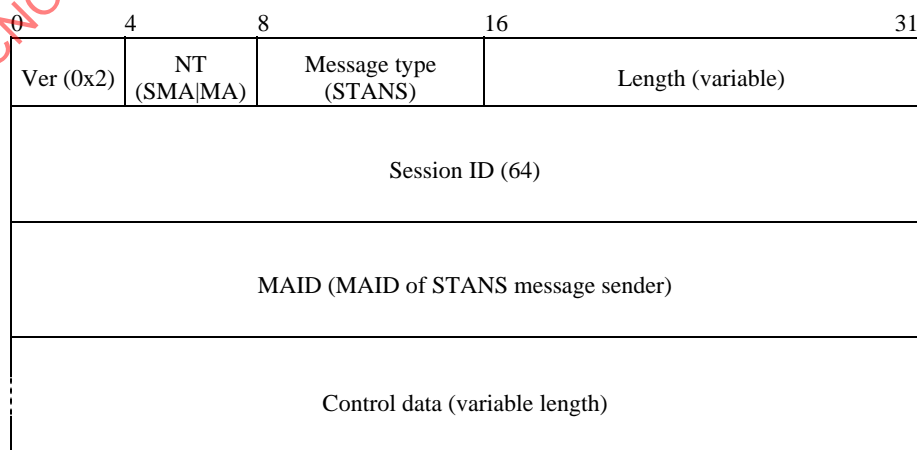 0 4 8 16 31
Ver (0x2)
NT
(SMA|MA)
Message type
(STANS)
Length (variable)
Session ID (64)
MAID (MAID of STANS message sender)
Control data (variable length)